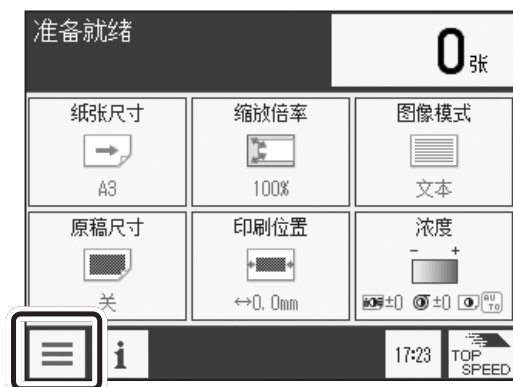 准备就绪
0张
纸张尺寸 缩放倍率 图像模式
A3 100% 文本
原稿尺寸 印刷位置 浓度
- +
关 ↔0.0mm ±0 ±0 AUTO
i 17:23 TOP SPEED